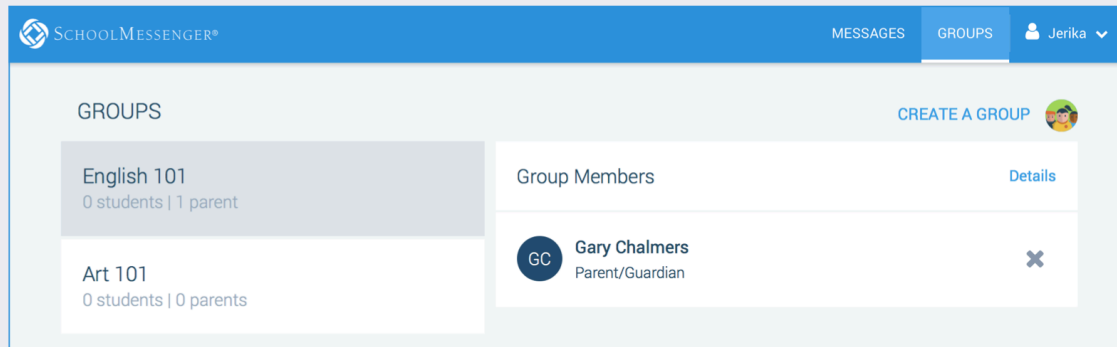 SCHOOLMESSENGER®
MESSAGES
GROUPS
Jerika
GROUPS
CREATE A GROUP
English 101
0 students | 1 parent
Art 101
0 students | 0 parents
Group Members
Details
GC
Gary Chalmers
Parent/Guardian